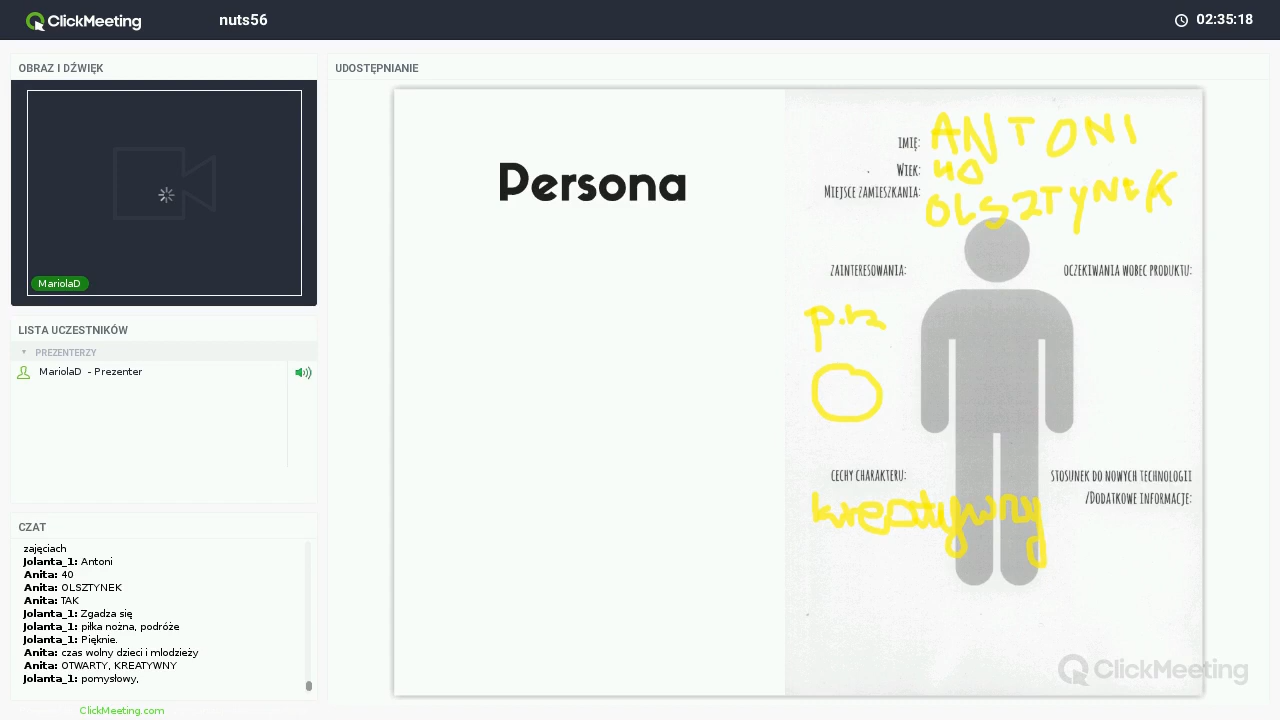 ClickMeeting
nuts56
02:35:18
OBRAZ I DŹWIĘK
MariolaD
LISTA UCZESTNIKÓW
PREZENTERZY
MariolaD - Prezenter
CZAT
zajęciach
Jolanta_1: Antoni
Anita: 40
Anita: OLSZTYNEK
Anita: TAK
Jolanta_1: Zgadza się
Jolanta_1: piłka nożna, podróże
Jolanta_1: Pięknie.
Anita: czas wolny dzieci i mlodzieży
Anita: OTWARTY, KREATYWNY
Jolanta_1: pomysłowy,
ClickMeeting.com
UDOSTĘPNIANIE
Persona
IMIĘ: ANTONI
WIEK: 40
MIEJSCE ZAMIESZKANIA: OLSZTYNEK
ZAINTERESOWANIA:
OCZEKIWANIA WOBEC PRODUKTU:
CECHY CHARAKTERU:
kreatywny
STOSUNEK DO NOWYCH TECHNOLOGII
/DODATKOWE INFORMACJE:
ClickMeeting